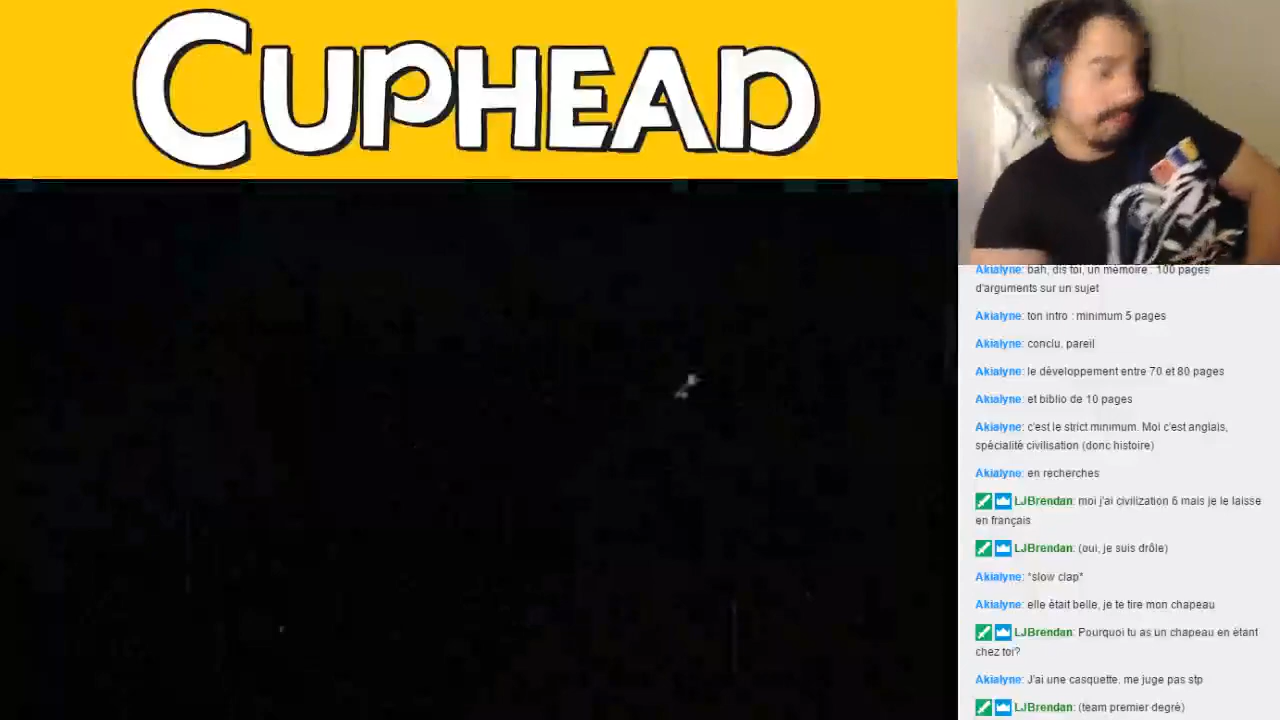 CUPHEAD
Akialyne: bah, dis toi, un mémoire : 100 pages
d'arguments sur un sujet
Akialyne: ton intro : minimum 5 pages
Akialyne: conclu, pareil
Akialyne: le développement entre 70 et 80 pages
Akialyne: et biblio de 10 pages
Akialyne: c'est le strict minimum. Moi c'est anglais,
spécialité civilisation (donc histoire)
Akialyne: en recherches
LJBrendan: moi j'ai civilization 6 mais je le laisse
en français
LJBrendan: (oui, je suis drôle)
Akialyne: *slow clap*
Akialyne: elle était belle, je te tire mon chapeau
LJBrendan: Pourquoi tu as un chapeau en étant
chez toi?
Akialyne: J'ai une casquette, me juge pas stp
LJBrendan: (team premier degré)